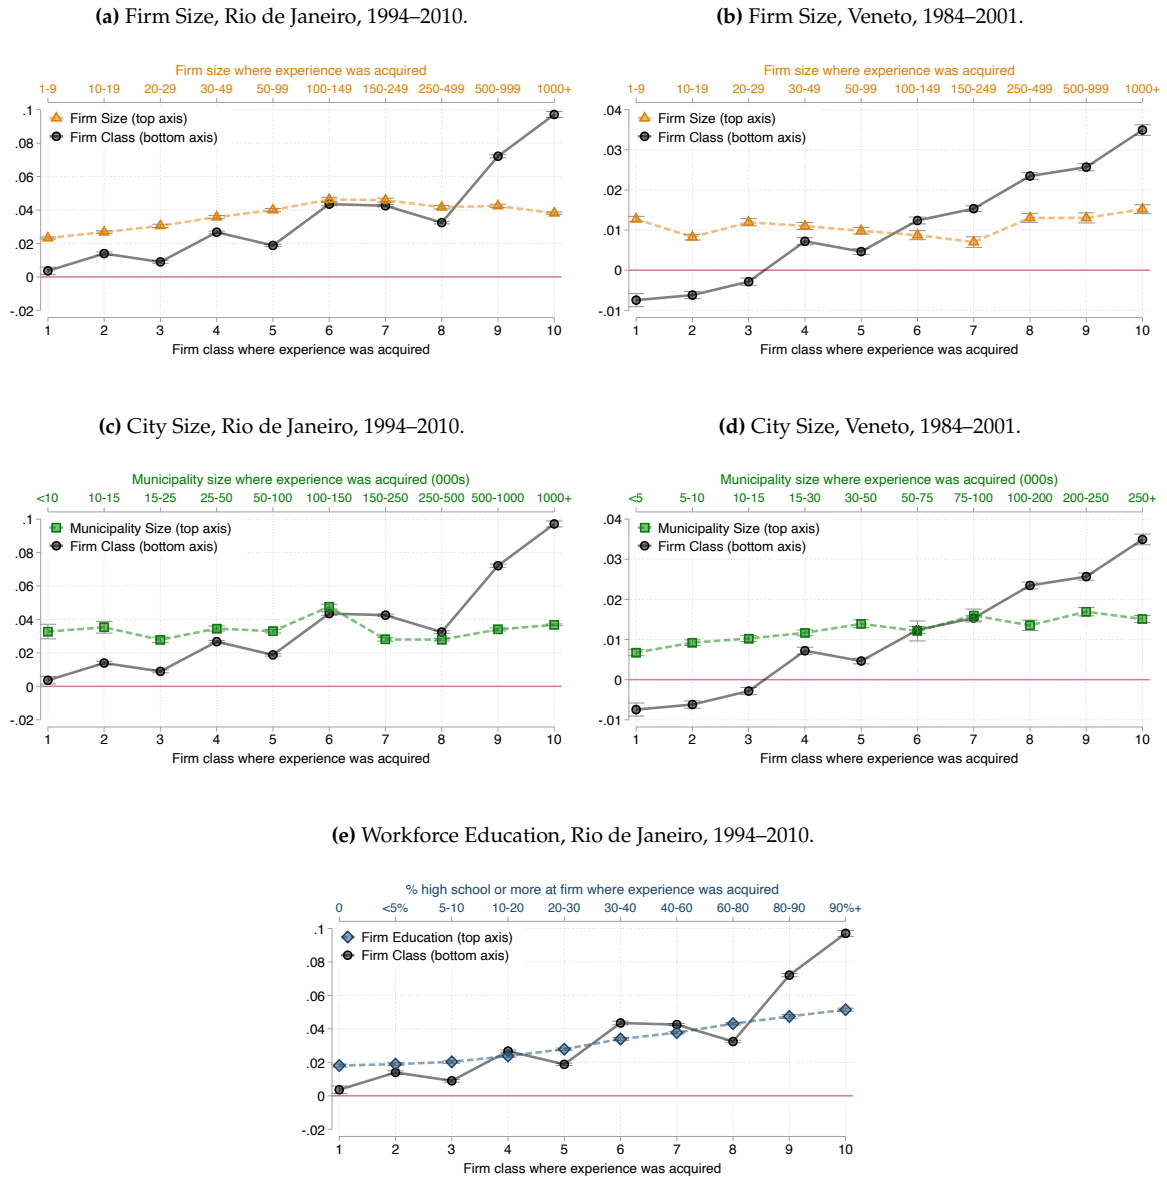 (a) Firm Size, Rio de Janeiro, 1994–2010.
Firm size where experience was acquired
1-9 10-19 20-29 30-49 50-99 100-149 150-249 250-499 500-999 1000+
.1
Firm Size (top axis)
Firm Class (bottom axis)
.08
.06
.04
.02
0
-.02
1 2 3 4 5 6 7 8 9 10
Firm class where experience was acquired
(b) Firm Size, Veneto, 1984–2001.
Firm size where experience was acquired
1-9 10-19 20-29 30-49 50-99 100-149 150-249 250-499 500-999 1000+
.04
Firm Size (top axis)
Firm Class (bottom axis)
.03
.02
.01
0
-.01
1 2 3 4 5 6 7 8 9 10
Firm class where experience was acquired
(c) City Size, Rio de Janeiro, 1994–2010.
Municipality size where experience was acquired (000s)
<10 10-15 15-25 25-50 50-100 100-150 150-250 250-500 500-1000 1000+
.1
Municipality Size (top axis)
Firm Class (bottom axis)
.08
.06
.04
.02
0
-.02
1 2 3 4 5 6 7 8 9 10
Firm class where experience was acquired
(d) City Size, Veneto, 1984–2001.
Municipality size where experience was acquired (000s)
<5 5-10 10-15 15-30 30-50 50-75 75-100 100-200 200-250 250+
.04
Municipality Size (top axis)
Firm Class (bottom axis)
.03
.02
.01
0
-.01
1 2 3 4 5 6 7 8 9 10
Firm class where experience was acquired
(e) Workforce Education, Rio de Janeiro, 1994–2010.
% high school or more at firm where experience was acquired
0 <5% 5-10 10-20 20-30 30-40 40-60 60-80 80-90 90%+
.1
Firm Education (top axis)
Firm Class (bottom axis)
.08
.06
.04
.02
0
-.02
1 2 3 4 5 6 7 8 9 10
Firm class where experience was acquired